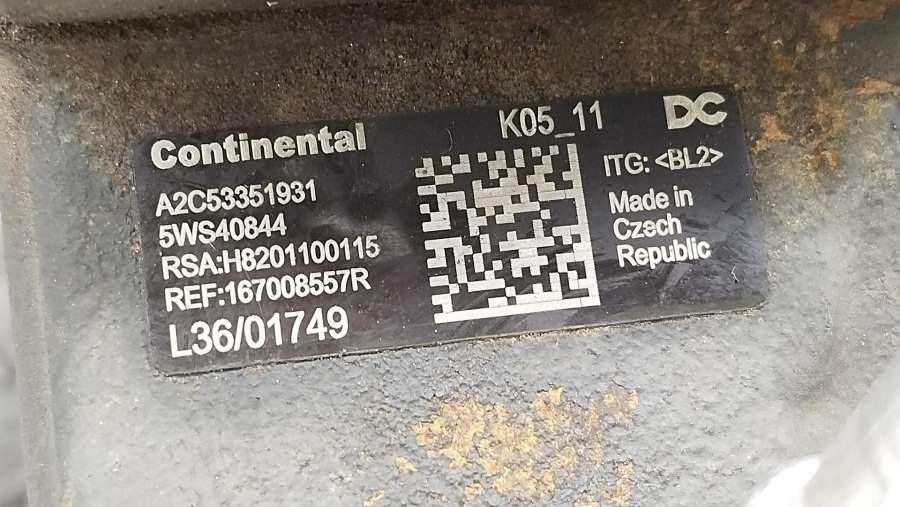 Continental
A2C53351931
5WS40844
RSA:H8201100115
REF:167008557R
L36/01749
K05_11
DC
ITG: <BL2>
Made in
Czech
Republic